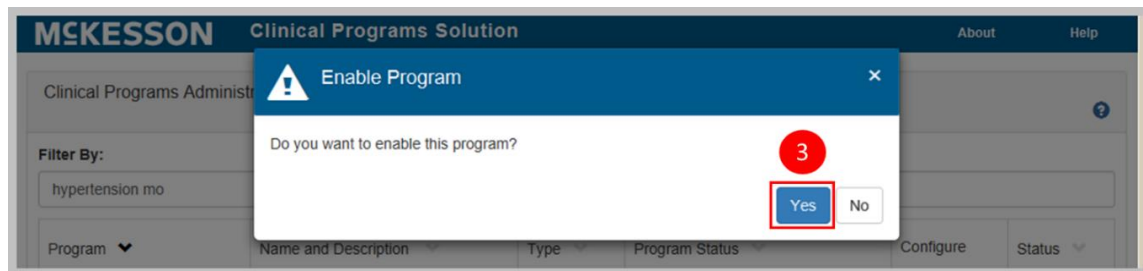 MCKESSON Clinical Programs Solution About Help
Enable Program ×
Clinical Programs Administr
Do you want to enable this program?
3
Filter By:
hypertension mo
Yes No
Program Name and Description Type Program Status Configure Status